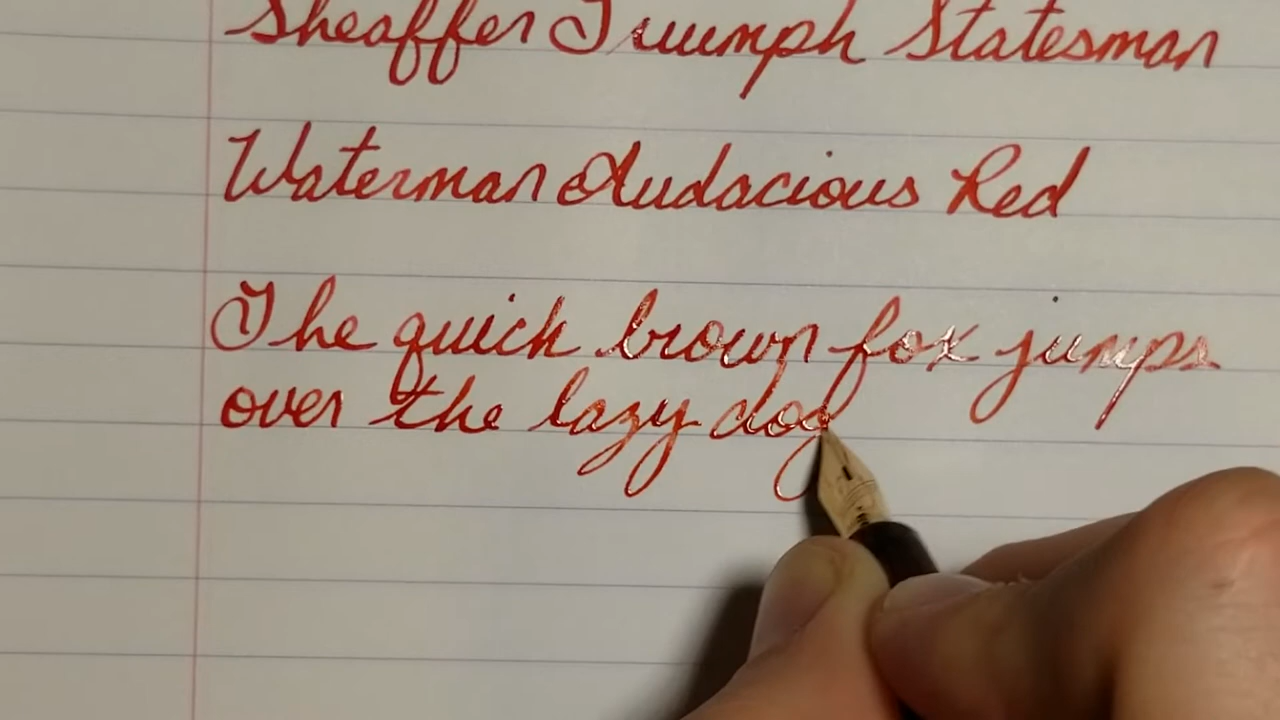 Sheaffer Triumph Statesman
Waterman Audacious Red
The quick brown fox jumps
over the lazy dog